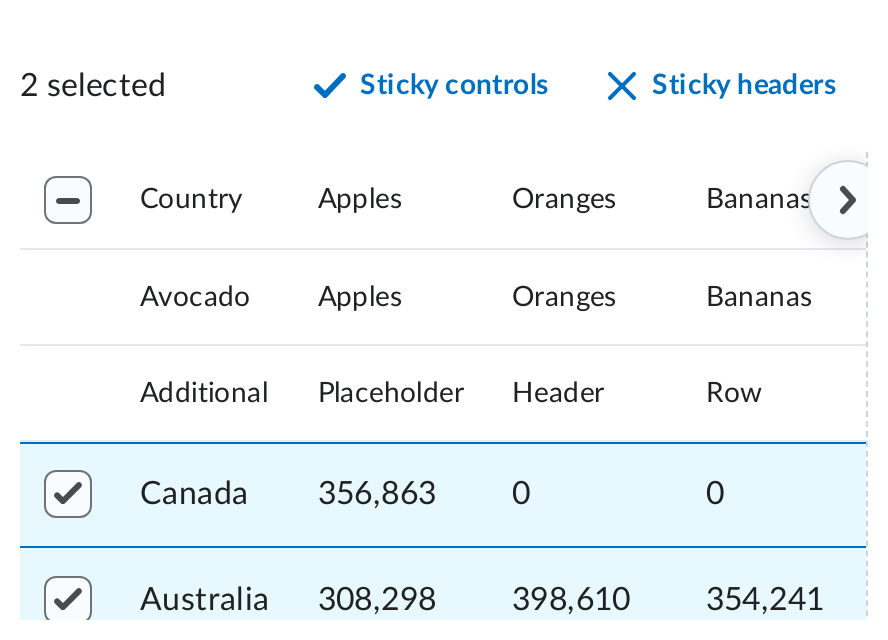 2 selected Sticky controls Sticky headers
Country Apples Oranges Bananas
Avocado Apples Oranges Bananas
Additional Placeholder Header Row
Canada 356,863 0 0
Australia 308,298 398,610 354,241